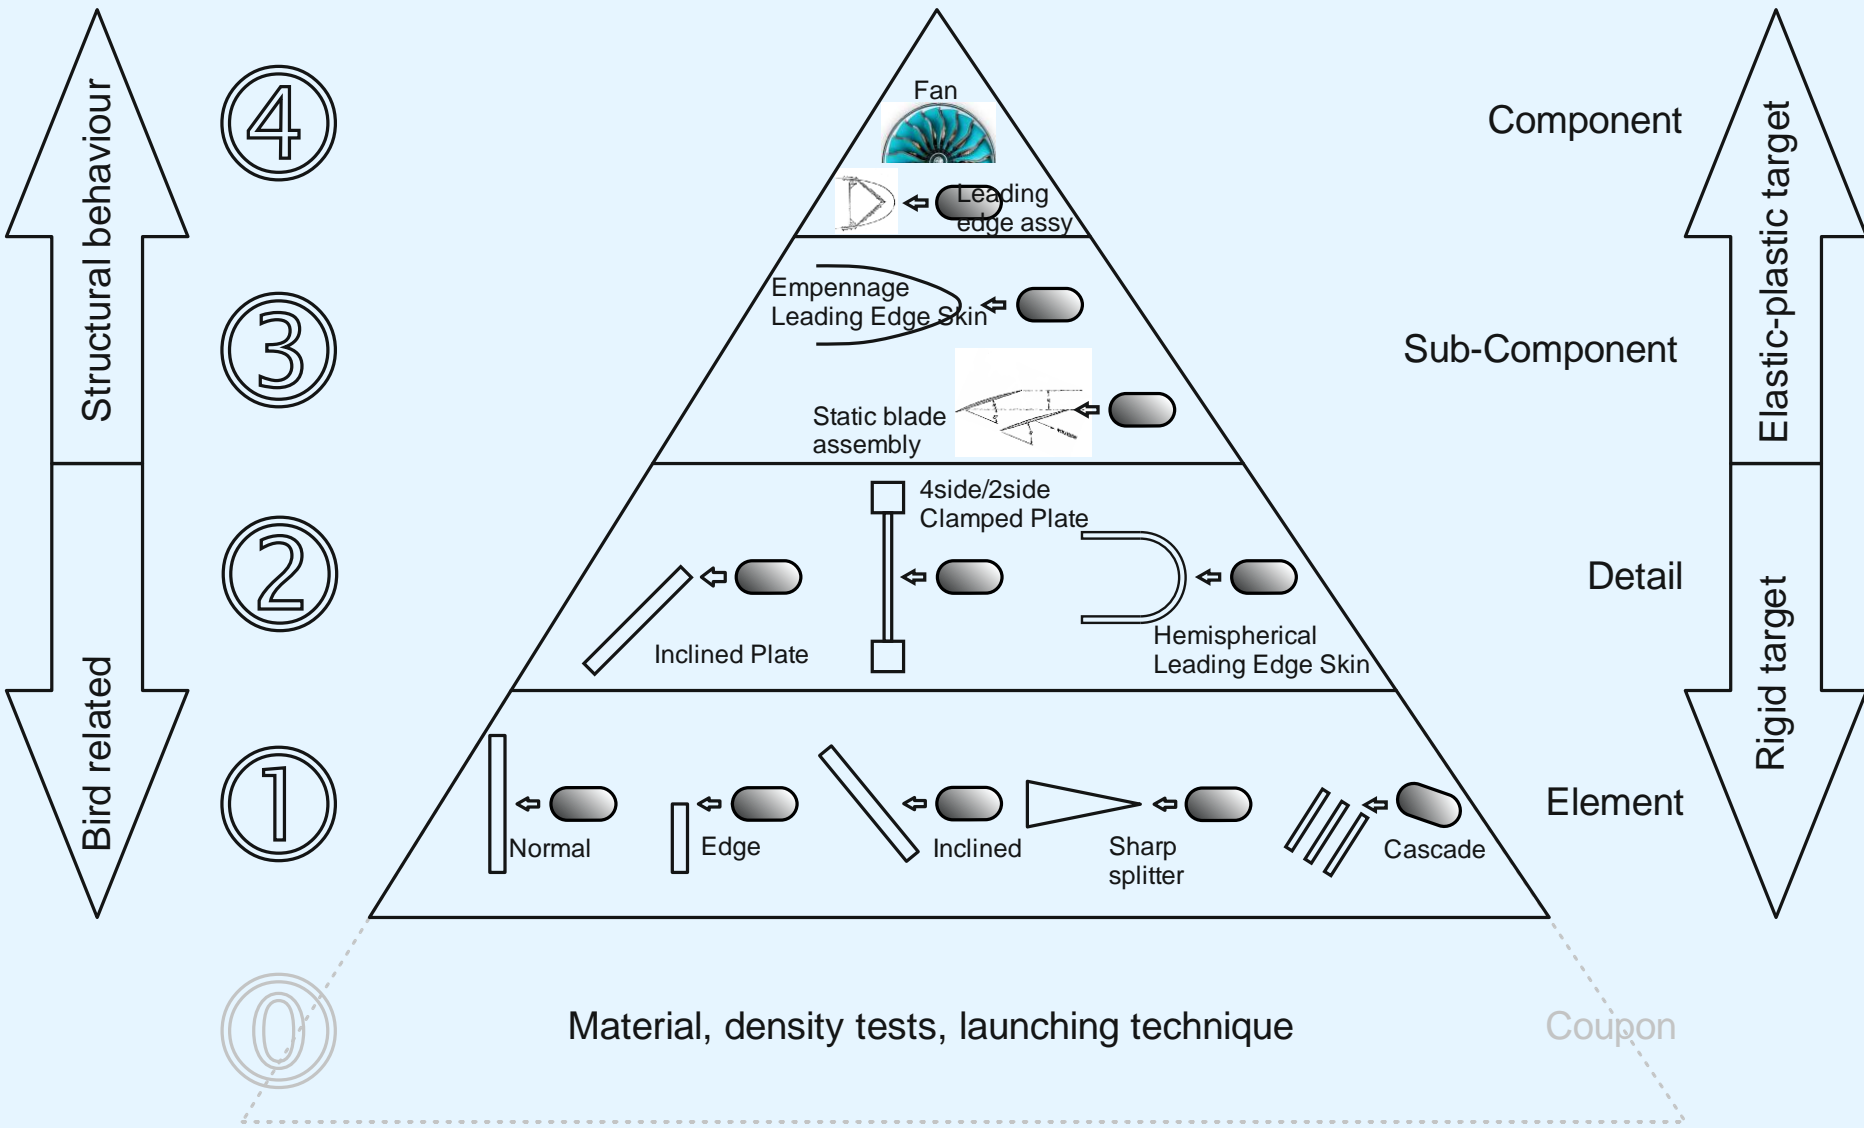 Structural behaviour
Bird related
4
3
2
1
0
Fan
Leading
edge assy
Empennage
Leading Edge Skin
Static blade
assembly
4side/2side
Clamped Plate
Inclined Plate
Hemispherical
Leading Edge Skin
Normal
Edge
Inclined
Sharp
splitter
Cascade
Material, density tests, launching technique
Component
Sub-Component
Detail
Element
Coupon
Elastic-plastic target
Rigid target